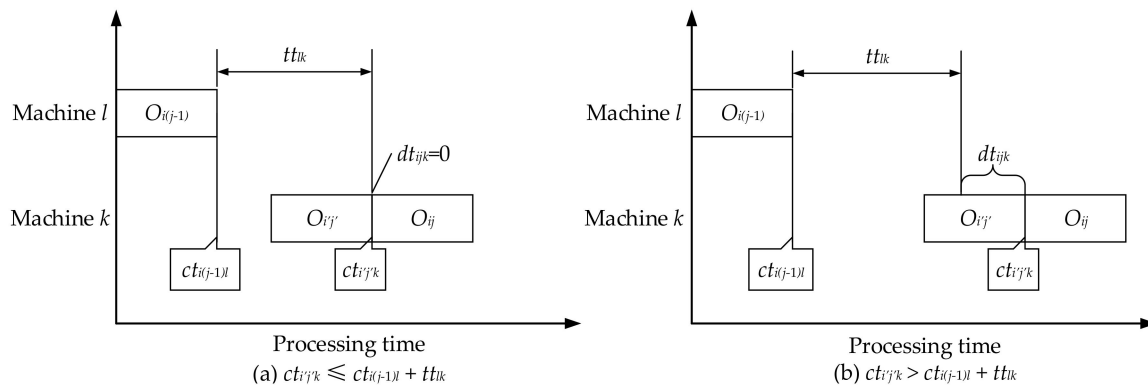 tt_lk
Machine l
O_i(j-1)
dt_ijk=0
Machine k
O_i'j'
O_ij
ct_i(j-1)l
ct_i'j'k
Processing time
(a) ct_i'j'k ≤ ct_i(j-1)l + tt_lk
tt_lk
Machine l
O_i(j-1)
dt_ijk
Machine k
O_i'j'
O_ij
ct_i(j-1)l
ct_i'j'k
Processing time
(b) ct_i'j'k > ct_i(j-1)l + tt_lk